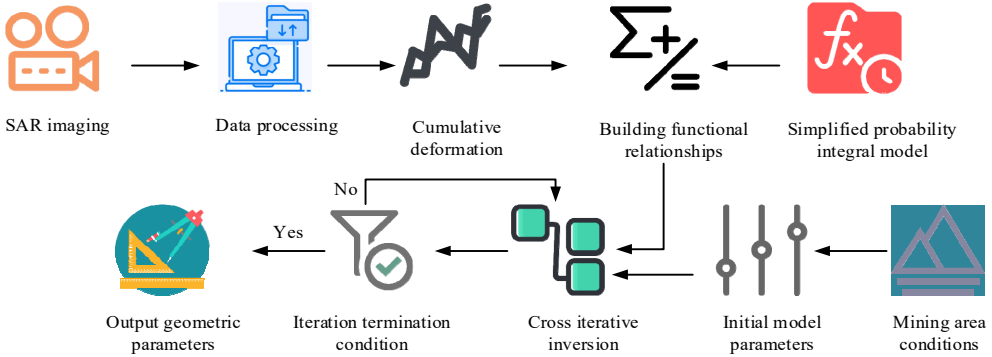 SAR imaging
Data processing
Cumulative
deformation
Building functional
relationships
Simplified probability
integral model
No
Yes
Output geometric
parameters
Iteration termination
condition
Cross iterative
inversion
Initial model
parameters
Mining area
conditions